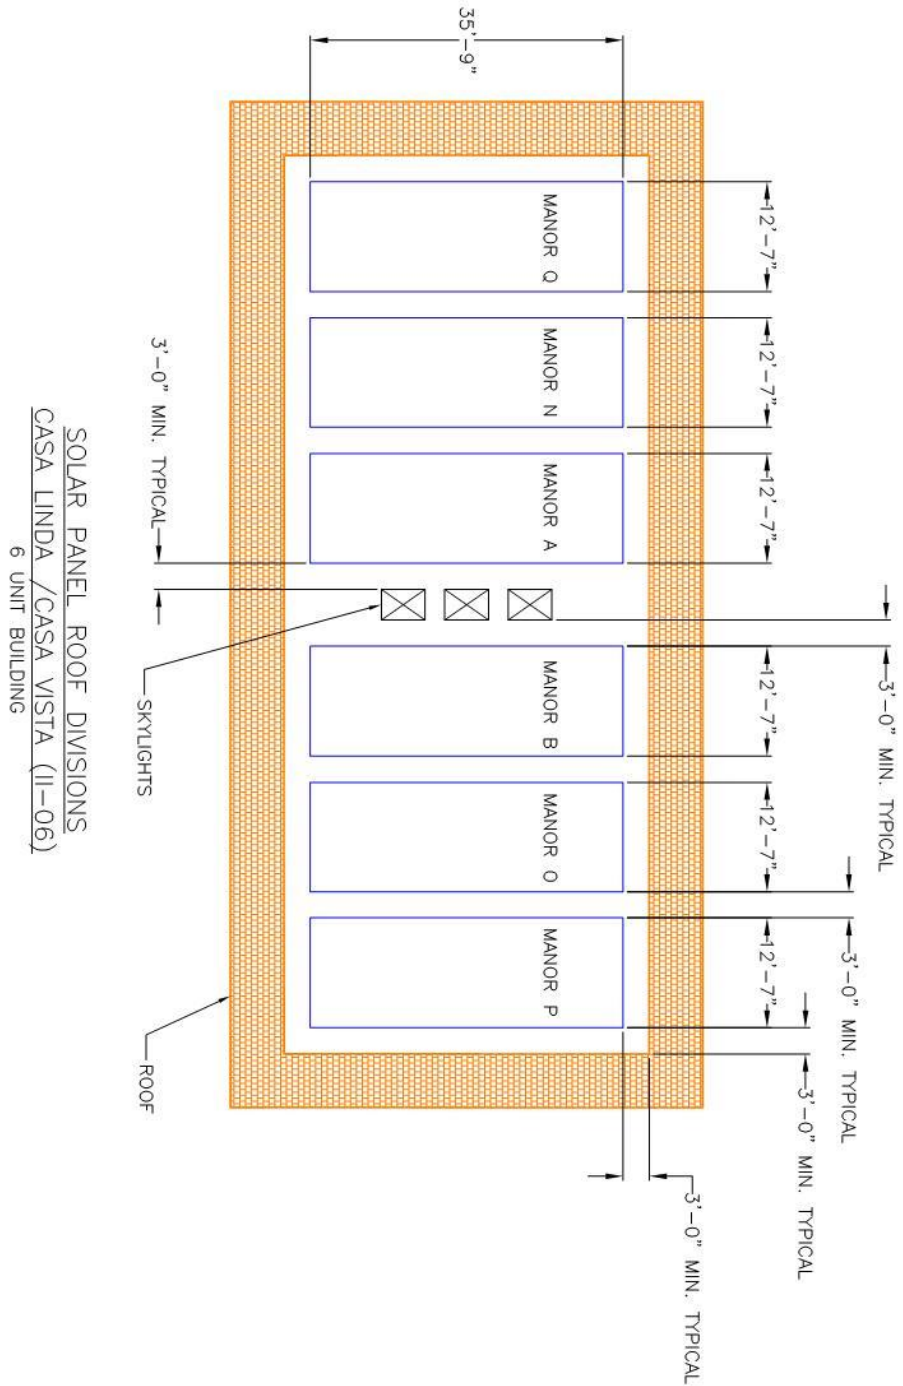 35'-9"
12'-7"
12'-7"
12'-7"
12'-7"
12'-7"
12'-7"
MANOR Q
MANOR N
MANOR A
MANOR B
MANOR O
MANOR P
3'-0" MIN. TYPICAL
3'-0" MIN. TYPICAL
3'-0" MIN. TYPICAL
3'-0" MIN. TYPICAL
3'-0" MIN. TYPICAL
SKYLIGHTS
ROOF
SOLAR PANEL ROOF DIVISIONS
CASA LINDA /CASA VISTA (II-06)
6 UNIT BUILDING